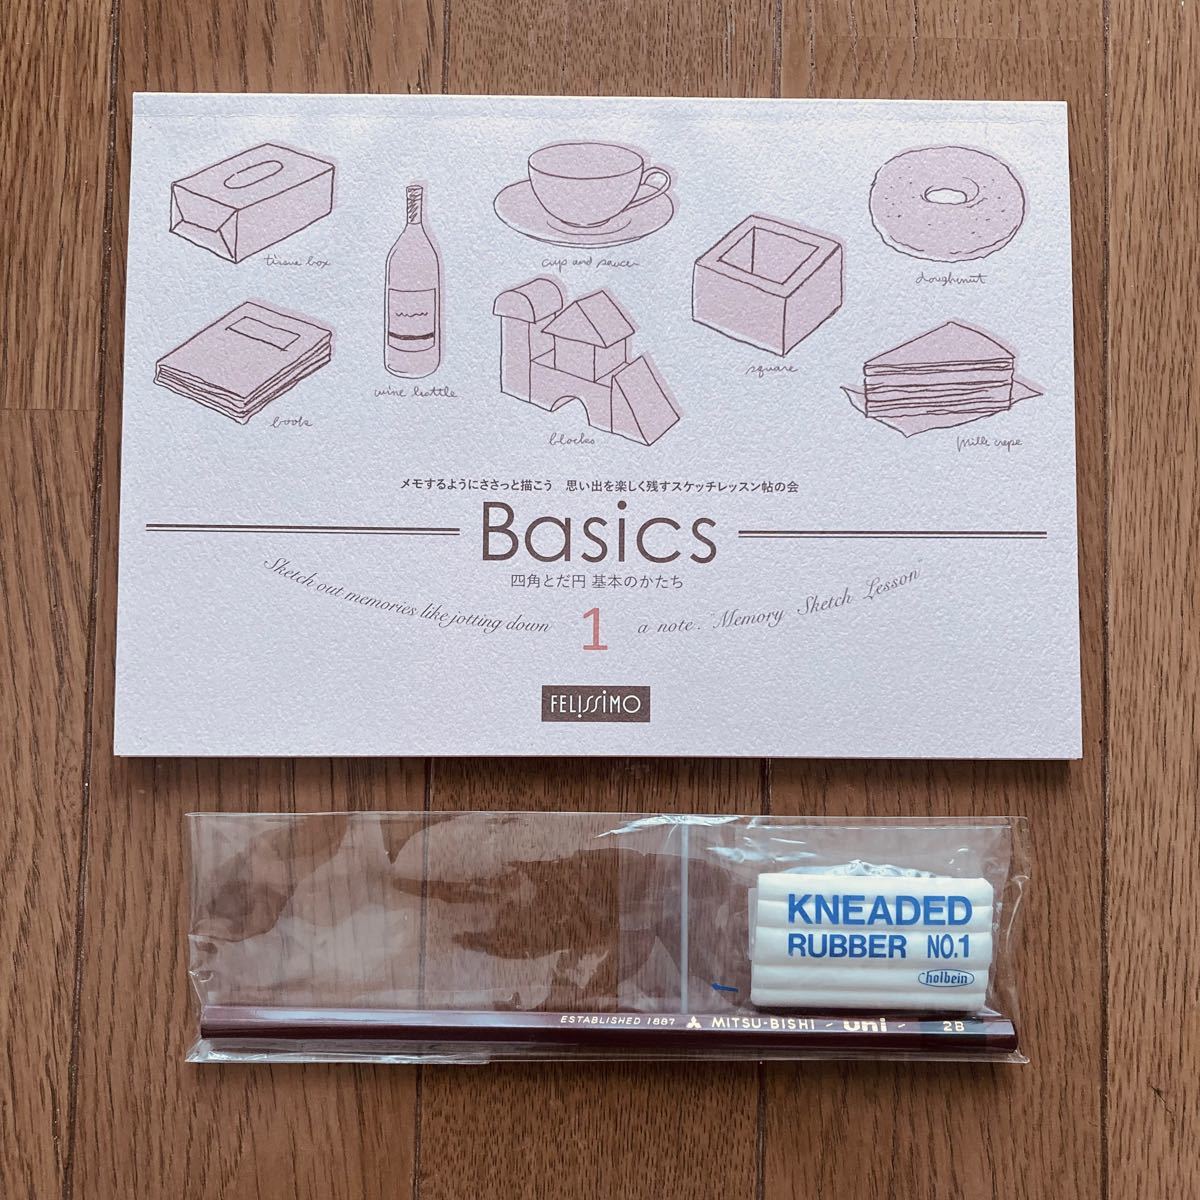 tissue box
cup and saucer
doughnut
wine bottle
square
book
blocks
mille crepe
メモするようにささっと描こう 思い出を楽しく残すスケッチレッスン帖の会
Basics
四角とだ円 基本のかたち
Sketch out memories like jotting down a note. Memory Sketch Lesson
1
FELISSIMO
KNEADED
RUBBER NO.1
holbein
ESTABLISHED 1887 MITSU-BISHI - uni - 2B